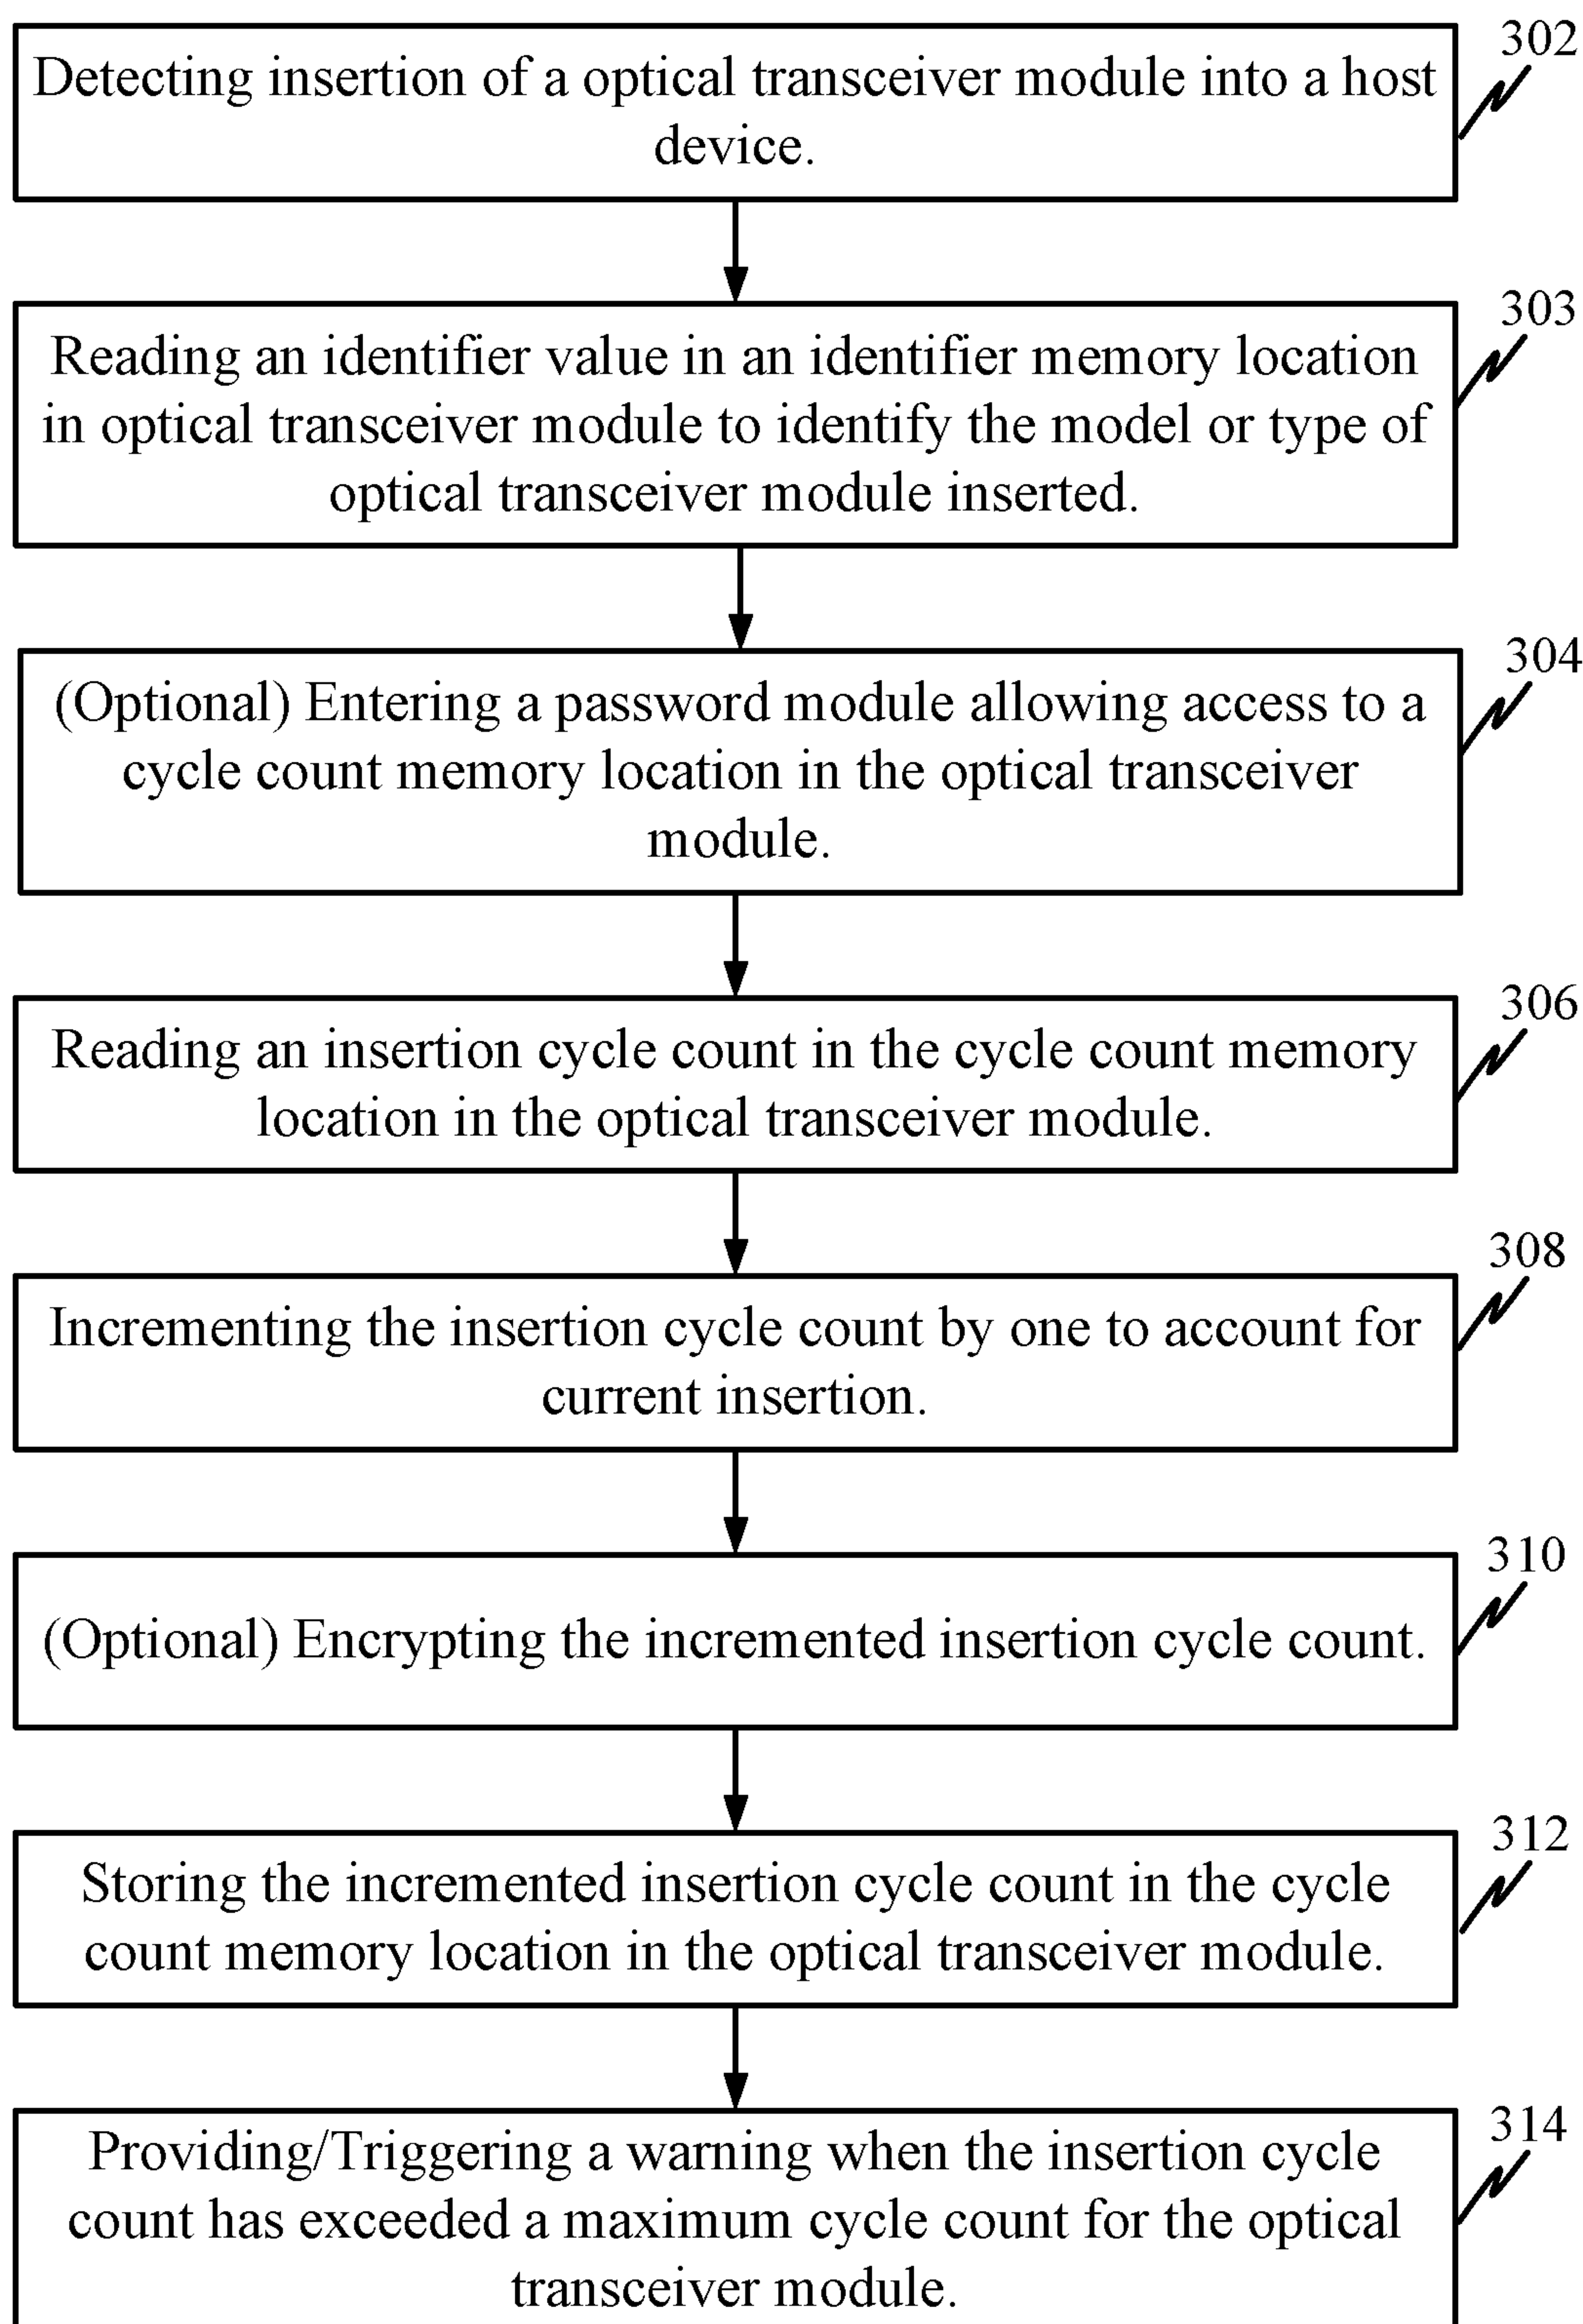 302
Detecting insertion of a optical transceiver module into a host
device.
303
Reading an identifier value in an identifier memory location
in optical transceiver module to identify the model or type of
optical transceiver module inserted.
304
(Optional) Entering a password module allowing access to a
cycle count memory location in the optical transceiver
module.
306
Reading an insertion cycle count in the cycle count memory
location in the optical transceiver module.
308
Incrementing the insertion cycle count by one to account for
current insertion.
310
(Optional) Encrypting the incremented insertion cycle count.
312
Storing the incremented insertion cycle count in the cycle
count memory location in the optical transceiver module.
314
Providing/Triggering a warning when the insertion cycle
count has exceeded a maximum cycle count for the optical
transceiver module.